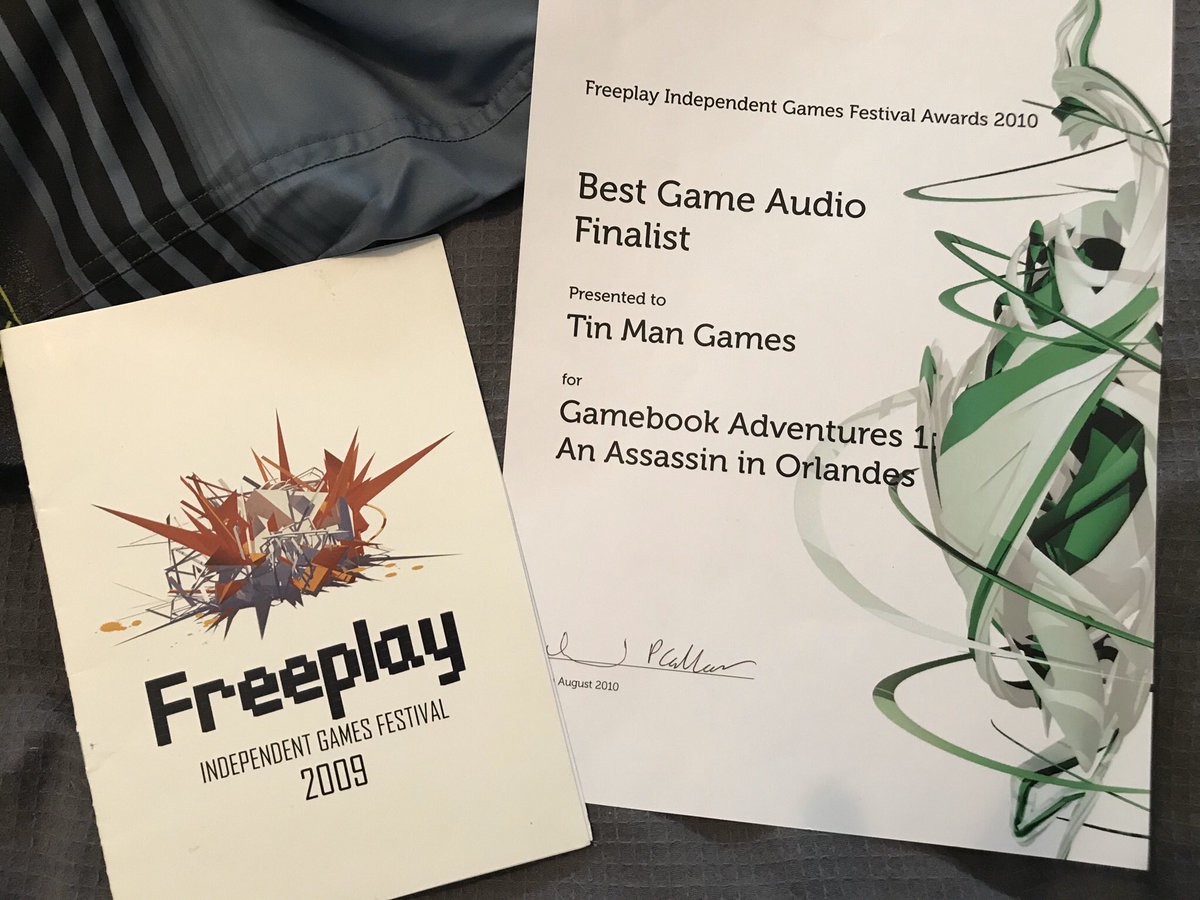 Freeplay Independent Games Festival Awards 2010
Best Game Audio
Finalist
Presented to
Tin Man Games
for
Gamebook Adventures 1:
An Assassin in Orlandes
August 2010
Freeplay
INDEPENDENT GAMES FESTIVAL
2009